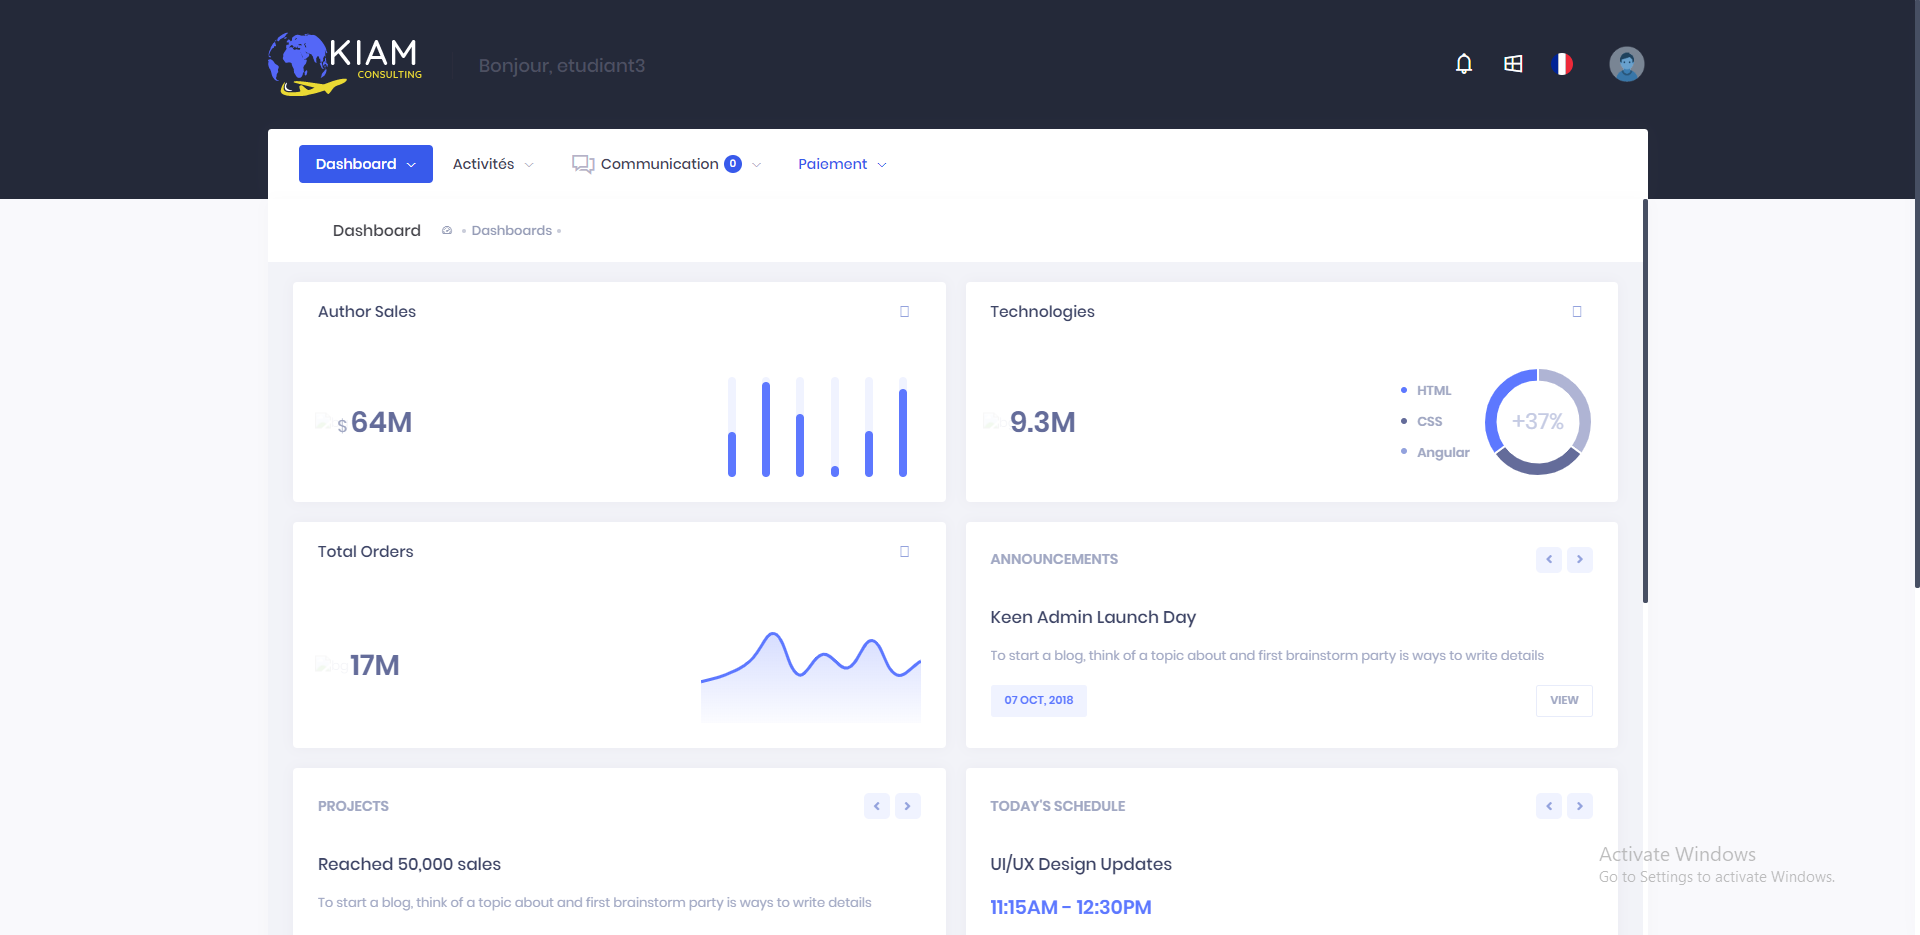 KIAM
CONSULTING
Bonjour, etudiant3
Dashboard
Activités
Communication 0
Paiement
Dashboard
Dashboards
Author Sales
$ 64M
Technologies
9.3M
HTML
CSS
Angular
+37%
Total Orders
17M
ANNOUNCEMENTS
Keen Admin Launch Day
To start a blog, think of a topic about and first brainstorm party is ways to write details
07 OCT, 2018
VIEW
PROJECTS
Reached 50,000 sales
To start a blog, think of a topic about and first brainstorm party is ways to write details
TODAY'S SCHEDULE
UI/UX Design Updates
11:15AM - 12:30PM
Activate Windows
Go to Settings to activate Windows.